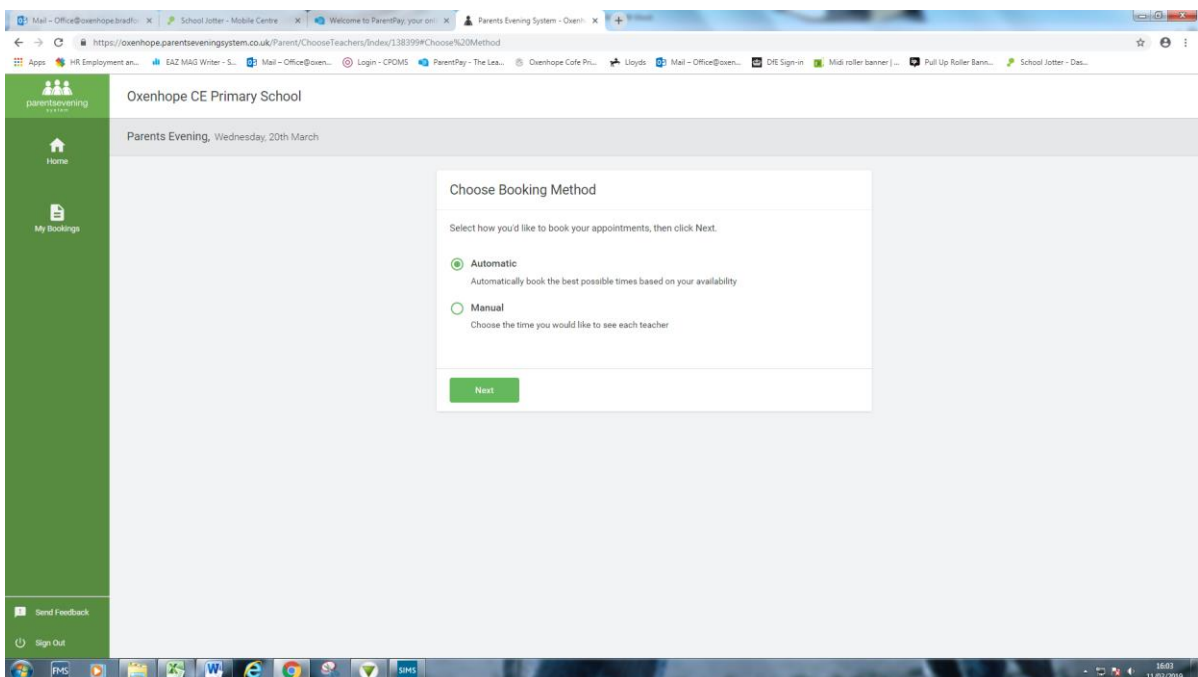 Mail – Office@oxenhope.bradfo
School Jotter - Mobile Centre
Welcome to ParentPay, your onl
Parents Evening System - Oxenh
https://oxenhope.parentseveningsystem.co.uk/Parent/ChooseTeachers/Index/138399#Choose%20Method
Apps
HR Employment an...
EAZ MAG Writer - S...
Mail – Office@oxen...
Login - CPOMS
ParentPay - The Lea...
Oxenhope Cofe Pri...
Lloyds
Mail – Office@oxen...
DfE Sign-in
Midi roller banner | ...
Pull Up Roller Bann...
School Jotter - Das...
parentsevening
system
Oxenhope CE Primary School
Parents Evening, Wednesday, 20th March
Home
My Bookings
Choose Booking Method
Select how you'd like to book your appointments, then click Next.
Automatic
Automatically book the best possible times based on your availability
Manual
Choose the time you would like to see each teacher
Next
Send Feedback
Sign Out
FMS
SIMS
16:03
11/03/2019